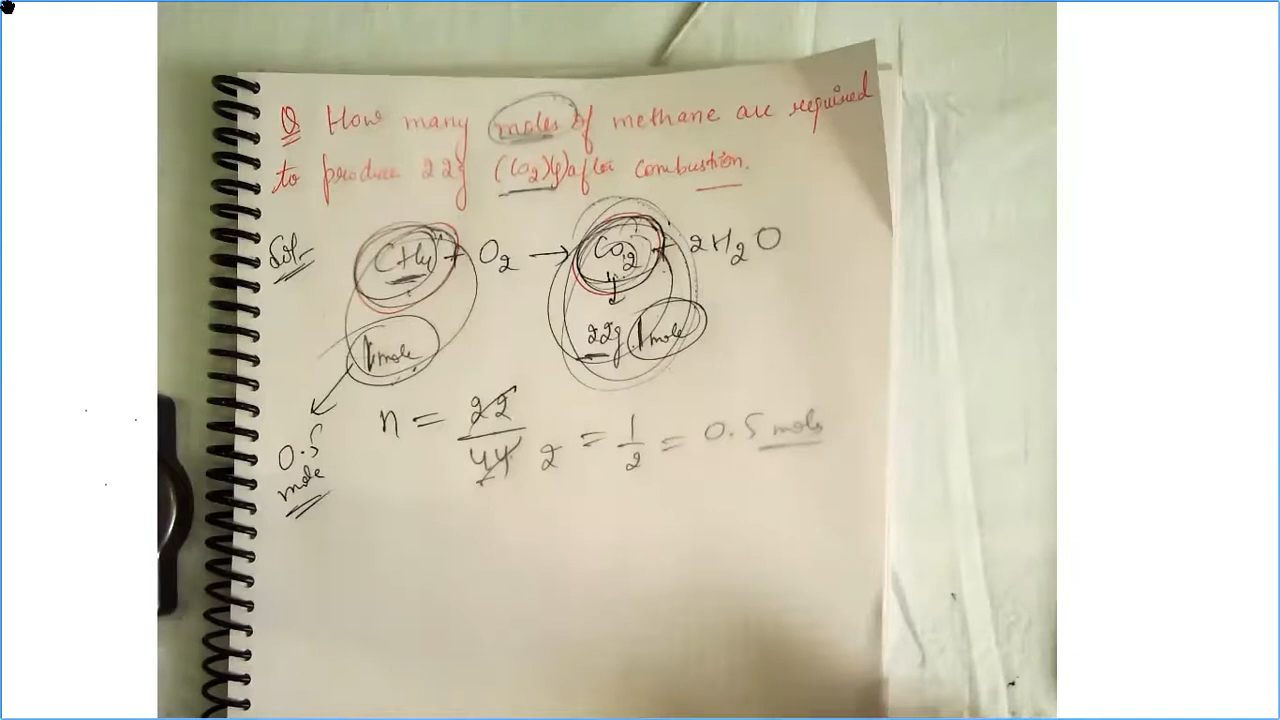 Q How many moles of methane are required
to produce 22g (CO2)(g) after combustion.
Sol. CH4 + O2 → CO2 + 2H2O
1 mole 22g 1 mole
n = 22/44 2 = 1/2 = 0.5 mole
0.5
mole